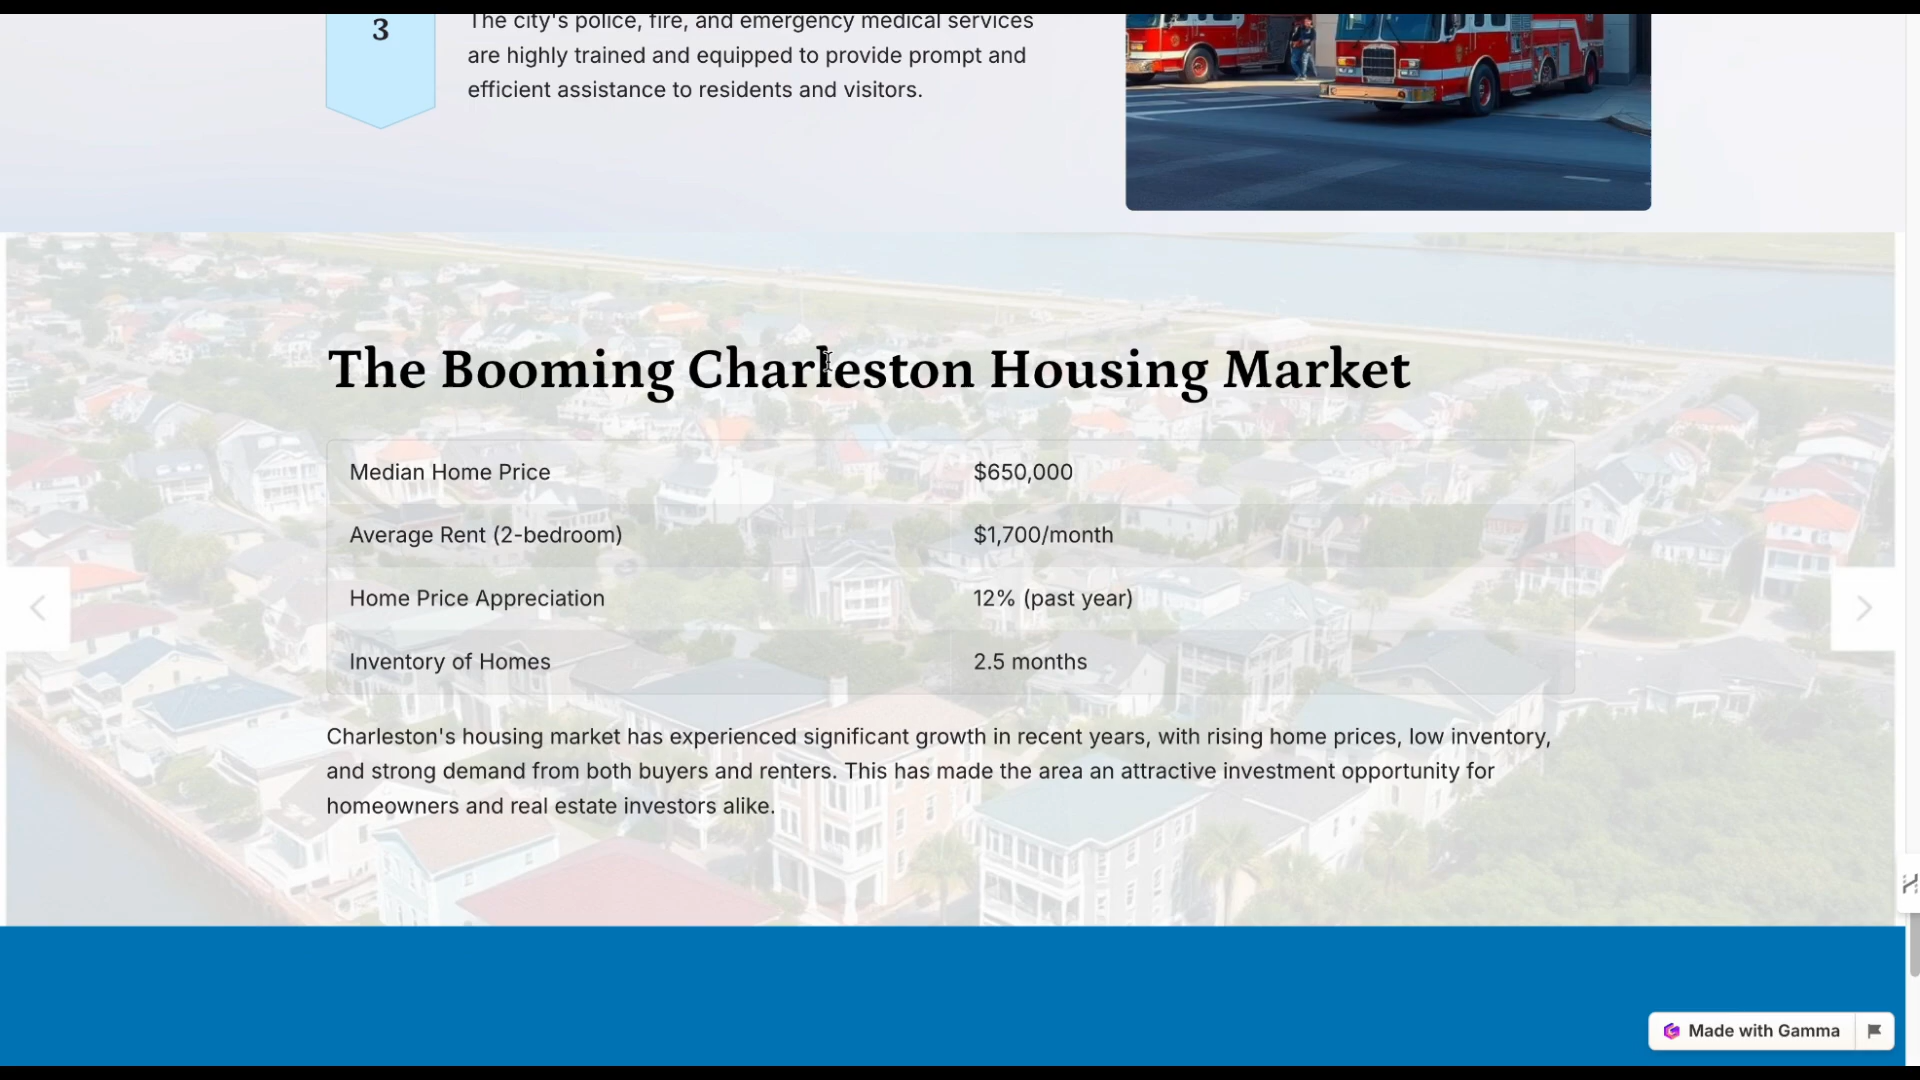 3
The city's police, fire, and emergency medical services
are highly trained and equipped to provide prompt and
efficient assistance to residents and visitors.
The Booming Charleston Housing Market
Median Home Price $650,000
Average Rent (2-bedroom) $1,700/month
Home Price Appreciation 12% (past year)
Inventory of Homes 2.5 months
Charleston's housing market has experienced significant growth in recent years, with rising home prices, low inventory,
and strong demand from both buyers and renters. This has made the area an attractive investment opportunity for
homeowners and real estate investors alike.
Made with Gamma